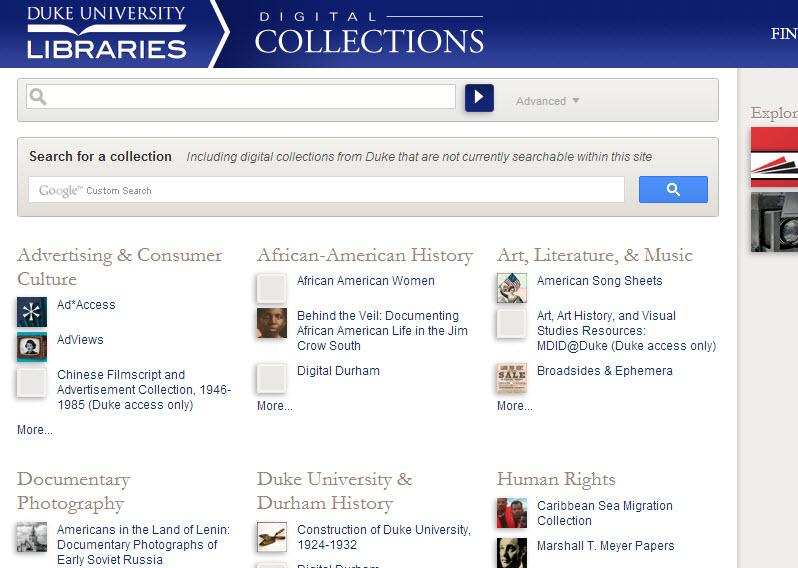 DUKE UNIVERSITY
LIBRARIES
DIGITAL
COLLECTIONS
FIN
Advanced
Search for a collection Including digital collections from Duke that are not currently searchable within this site
Google™ Custom Search
Explor
Advertising & Consumer
Culture
Ad*Access
AdViews
Chinese Filmscript and
Advertisement Collection, 1946-
1985 (Duke access only)
More...
African-American History
African American Women
Behind the Veil: Documenting
African American Life in the Jim
Crow South
Digital Durham
More...
Art, Literature, & Music
American Song Sheets
Art, Art History, and Visual
Studies Resources:
MDID@Duke (Duke access only)
SALE
Broadsides & Ephemera
More...
Documentary
Photography
Americans in the Land of Lenin:
Documentary Photographs of
Early Soviet Russia
Duke University &
Durham History
Construction of Duke University,
1924-1932
Digital Durham
Human Rights
Caribbean Sea Migration
Collection
Marshall T. Meyer Papers